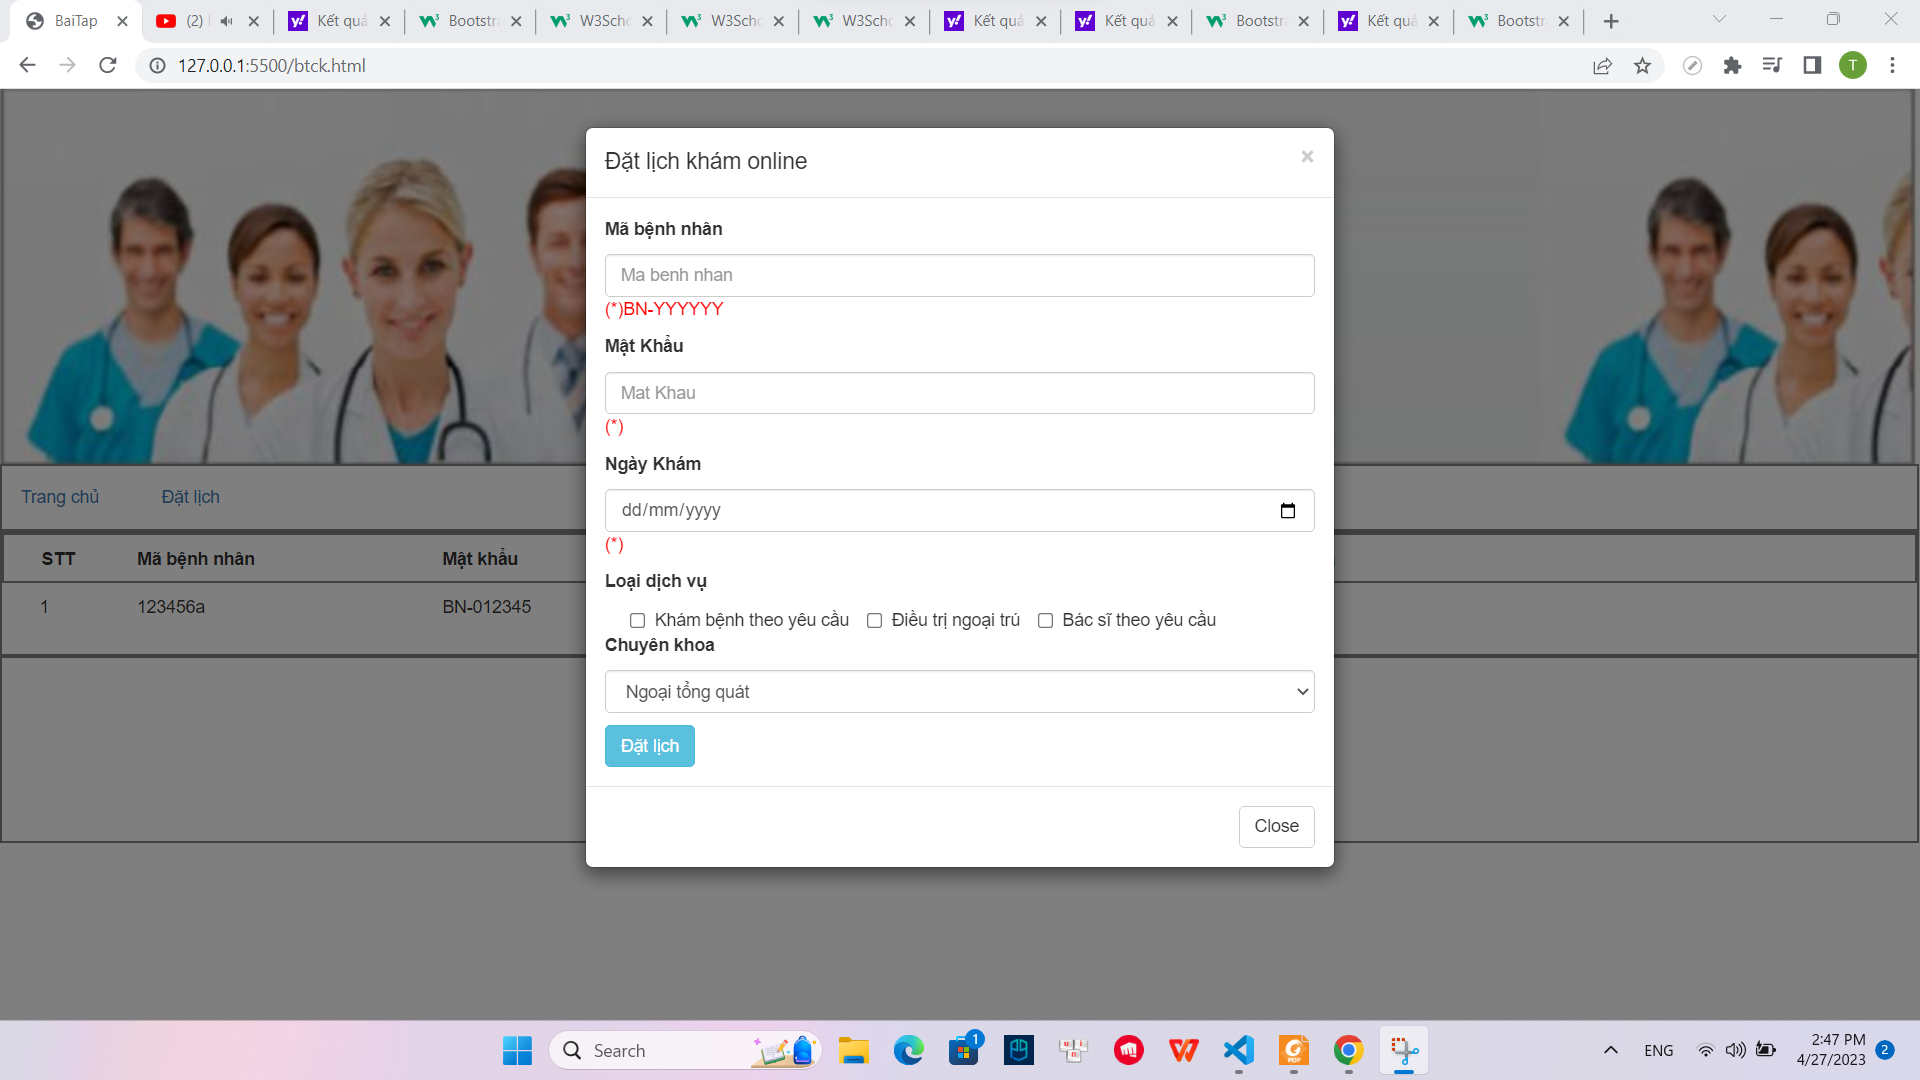 BaiTap
(2)
Kết quả
Bootstr
W3Scho
W3Scho
W3Scho
Kết quả
Kết quả
Bootstr
Kết quả
Bootstr
127.0.0.1:5500/btck.html
T
Đặt lịch khám online
×
Mã bệnh nhân
Ma benh nhan
(*)BN-YYYYYY
Mật Khẩu
Mat Khau
(*)
Ngày Khám
dd/mm/yyyy
(*)
Loại dịch vụ
Khám bệnh theo yêu cầu Điều trị ngoại trú Bác sĩ theo yêu cầu
Chuyên khoa
Ngoại tổng quát
Đặt lịch
Close
Trang chủ Đặt lịch
STT Mã bệnh nhân Mật khẩu
1 123456a BN-012345
Search
1
ENG
2:47 PM
4/27/2023
2